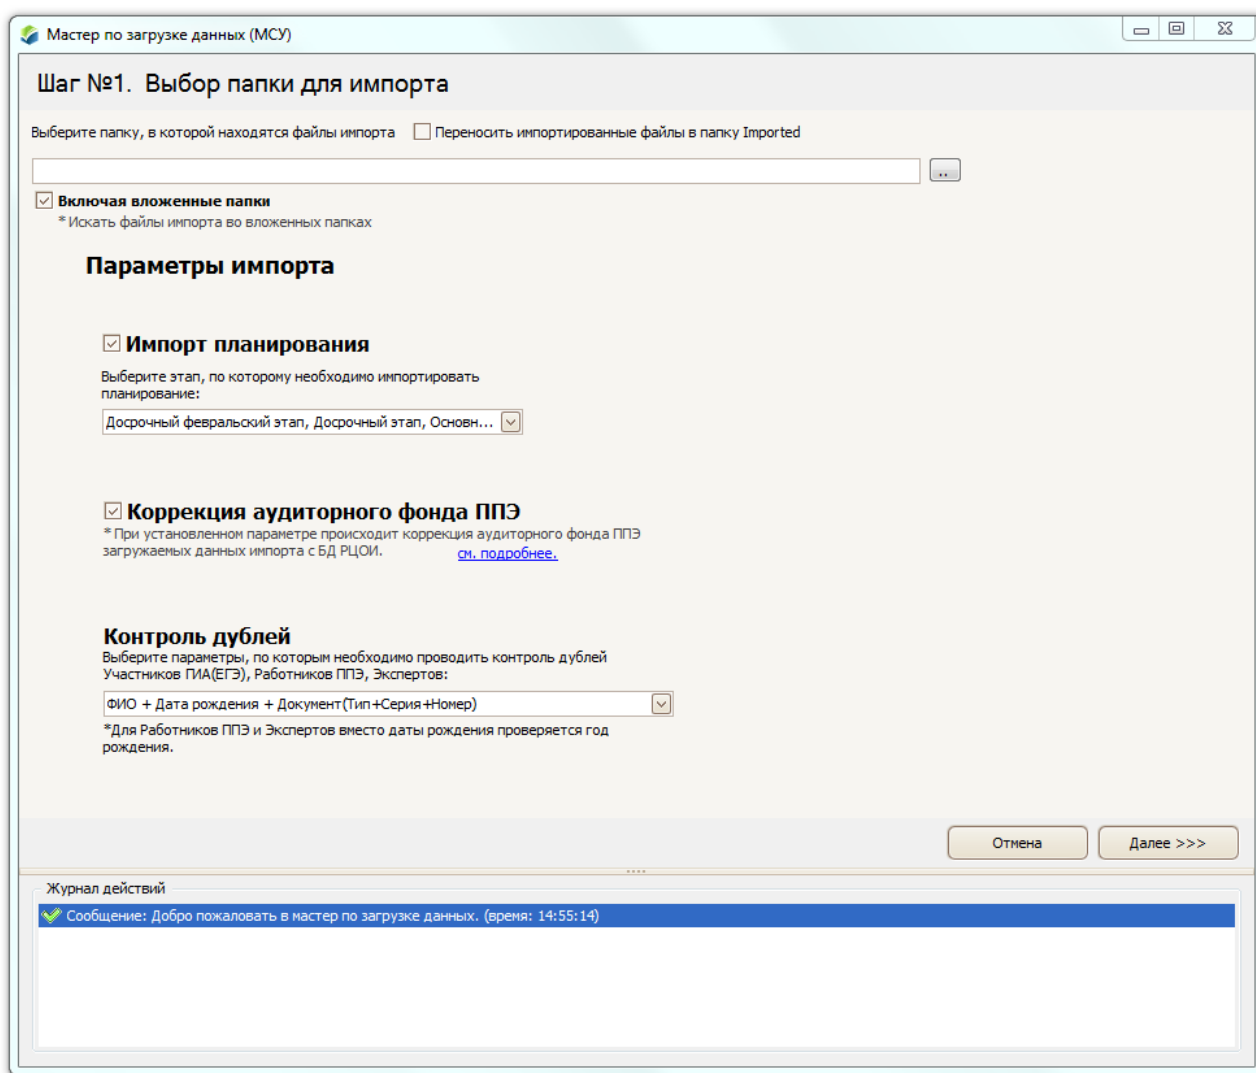 Мастер по загрузке данных (МСУ)
Шаг №1. Выбор папки для импорта
Выберите папку, в которой находятся файлы импорта Переносить импортированные файлы в папку Imported
..
Включая вложенные папки
* Искать файлы импорта во вложенных папках
Параметры импорта
Импорт планирования
Выберите этап, по которому необходимо импортировать
планирование:
Досрочный февральский этап, Досрочный этап, Основн...
Коррекция аудиторного фонда ППЭ
* При установленном параметре происходит коррекция аудиторного фонда ППЭ
загружаемых данных импорта с БД РЦОИ. см. подробнее.
Контроль дублей
Выберите параметры, по которым необходимо проводить контроль дублей
Участников ГИА(ЕГЭ), Работников ППЭ, Экспертов:
ФИО + Дата рождения + Документ(Тип+Серия+Номер)
*Для Работников ППЭ и Экспертов вместо даты рождения проверяется год
рождения.
Отмена Далее >>>
Журнал действий
Сообщение: Добро пожаловать в мастер по загрузке данных. (время: 14:55:14)